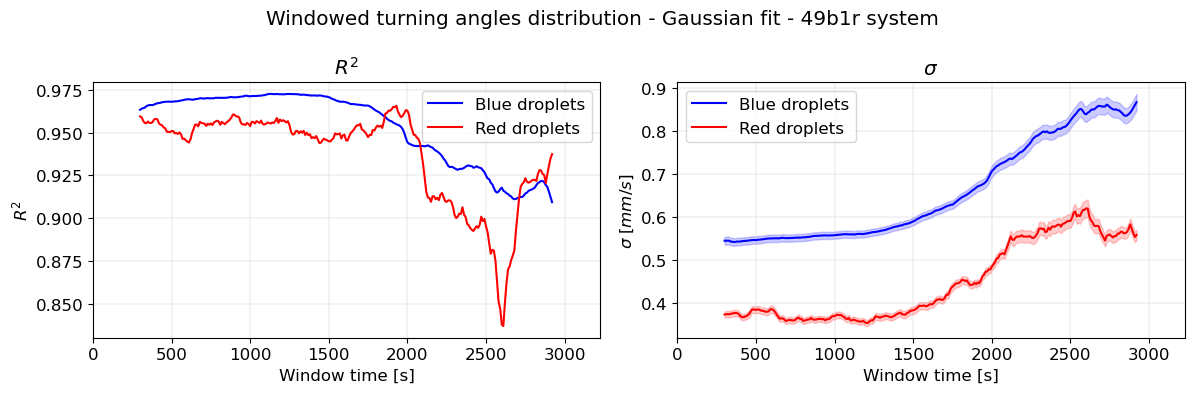 Windowed turning angles distribution - Gaussian fit - 49b1r system
R²
Blue droplets
Red droplets
R²
0.975
0.950
0.925
0.900
0.875
0.850
0
500
1000
1500
2000
2500
3000
Window time [s]
σ
Blue droplets
Red droplets
σ [mm/s]
0.9
0.8
0.7
0.6
0.5
0.4
0
500
1000
1500
2000
2500
3000
Window time [s]